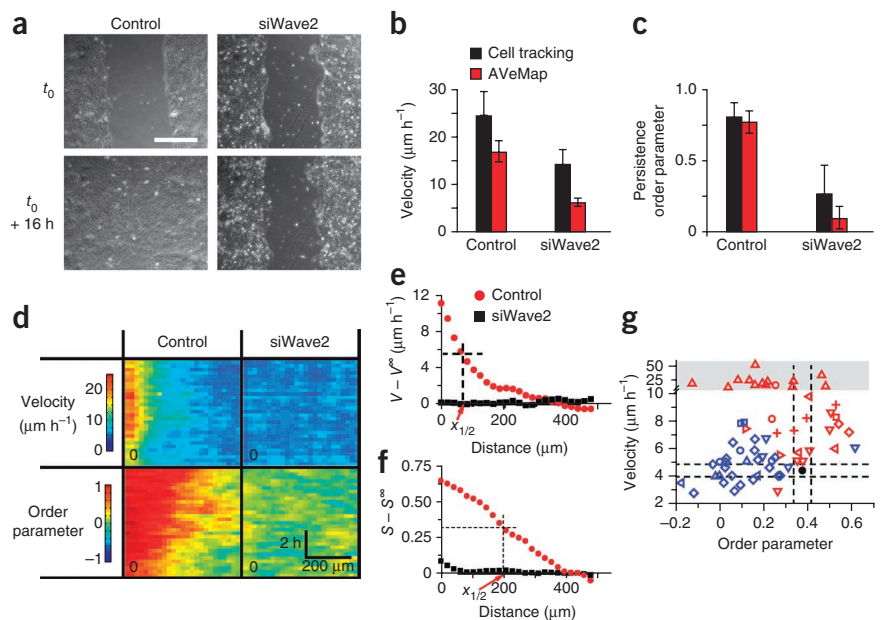 a
Control
siWave2
t0
t0
+ 16 h
b
Cell tracking
AVeMap
Velocity (μm h−1)
30
25
20
15
10
5
0
Control
siWave2
c
Persistence
order parameter
1.0
0.5
0
Control
siWave2
d
Control
siWave2
Velocity
(μm h−1)
20
10
0
0
0
Order
parameter
1
0
−1
0
0
2 h
200 μm
e
Control
siWave2
V – V∞
(μm h−1)
12
8
4
0
0
200
400
x1/2
Distance (μm)
f
S – S∞
0.75
0.50
0.25
0
0
200
400
x1/2
Distance (μm)
g
Velocity (μm h−1)
50
25
10
8
6
4
2
−0.2
0
0.2
0.4
0.6
Order parameter